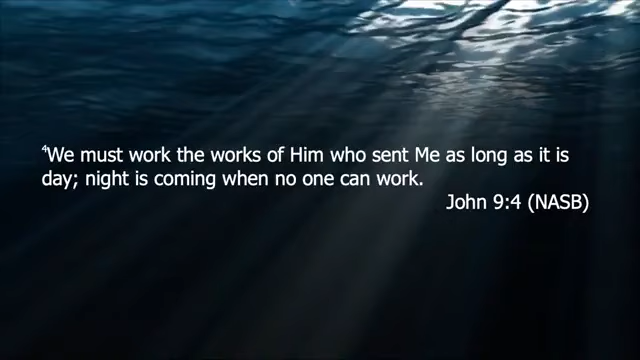 ⁴We must work the works of Him who sent Me as long as it is
day; night is coming when no one can work.
John 9:4 (NASB)